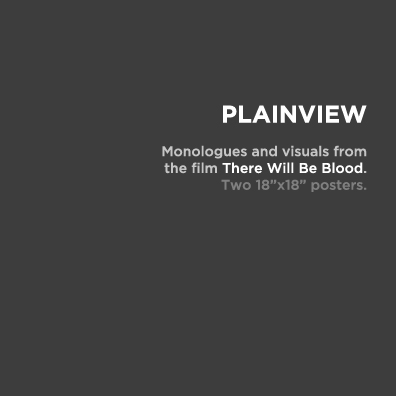 PLAINVIEW
Monologues and visuals from
the film There Will Be Blood.
Two 18”x18” posters.